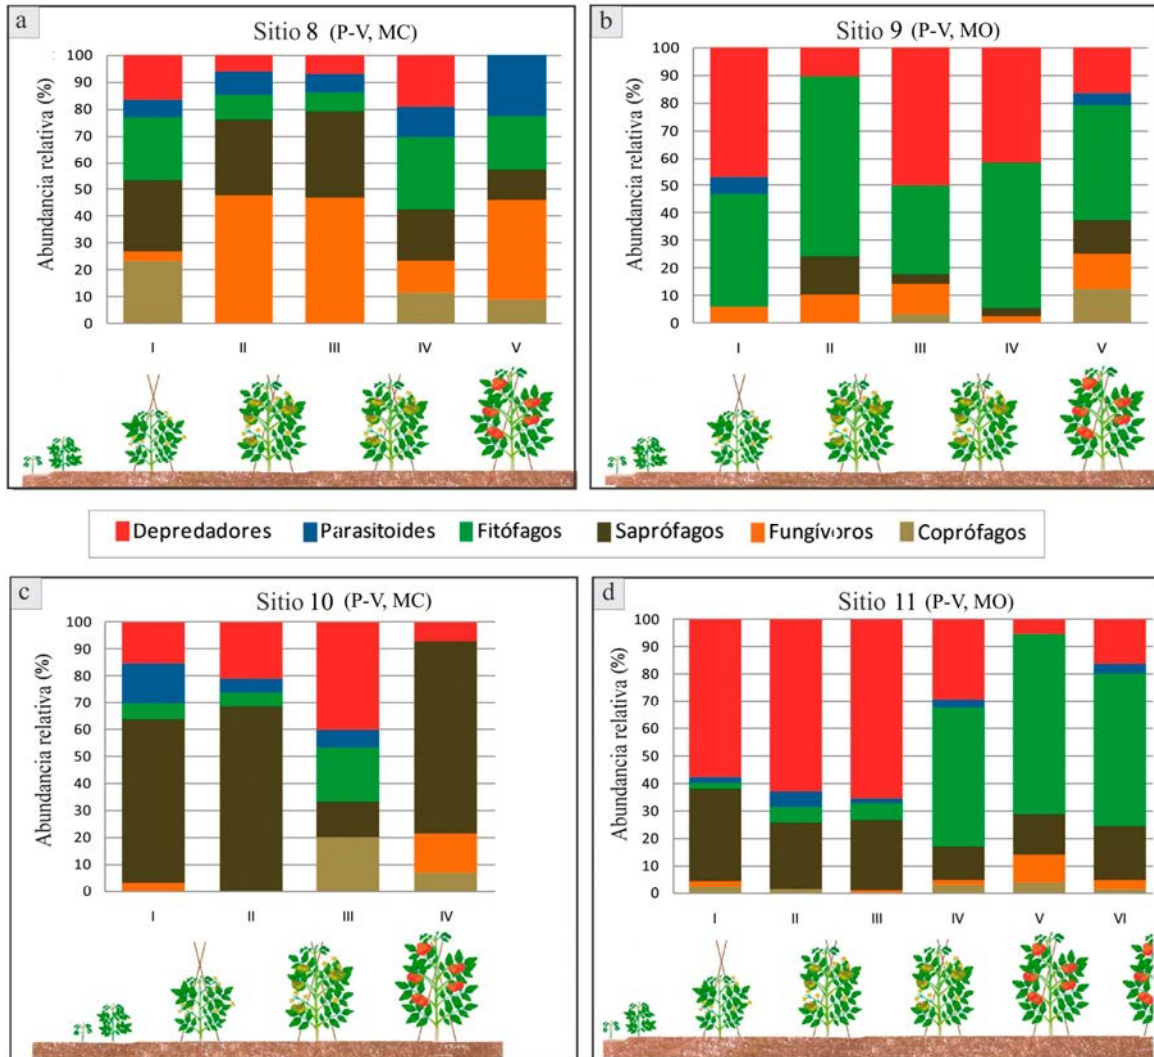 a
Sitio 8 (P-V, MC)
Abundancia relativa (%)
100
90
80
70
60
50
40
30
20
10
0
I II III IV V
b
Sitio 9 (P-V, MO)
Abundancia relativa (%)
100
90
80
70
60
50
40
30
20
10
0
I II III IV V
Depredadores Parasitoides Fitófagos Saprófagos Fungívoros Coprófagos
c
Sitio 10 (P-V, MC)
Abundancia relativa (%)
100
90
80
70
60
50
40
30
20
10
0
I II III IV
d
Sitio 11 (P-V, MO)
Abundancia relativa (%)
100
90
80
70
60
50
40
30
20
10
0
I II III IV V VI